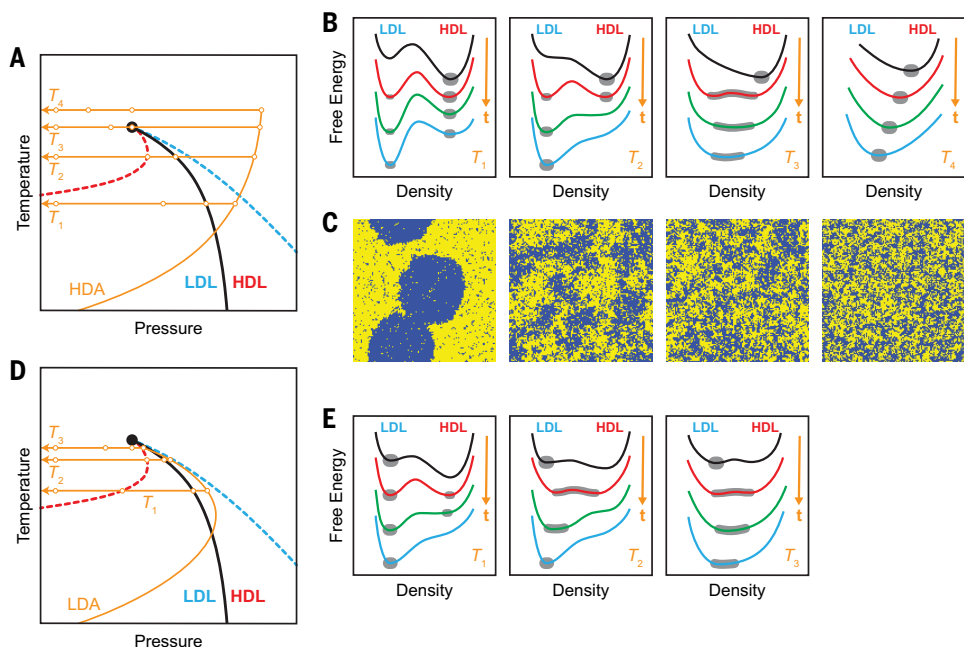 A
Temperature
T4
T3
T2
T1
HDA
LDL HDL
Pressure
B
Free Energy
LDL HDL
t
T1
Density
LDL HDL
t
T2
Density
LDL HDL
t
T3
Density
LDL HDL
t
T4
Density
C
D
Temperature
T3
T2
T1
LDA
LDL HDL
Pressure
E
Free Energy
LDL HDL
t
T1
Density
LDL HDL
t
T2
Density
LDL HDL
t
T3
Density